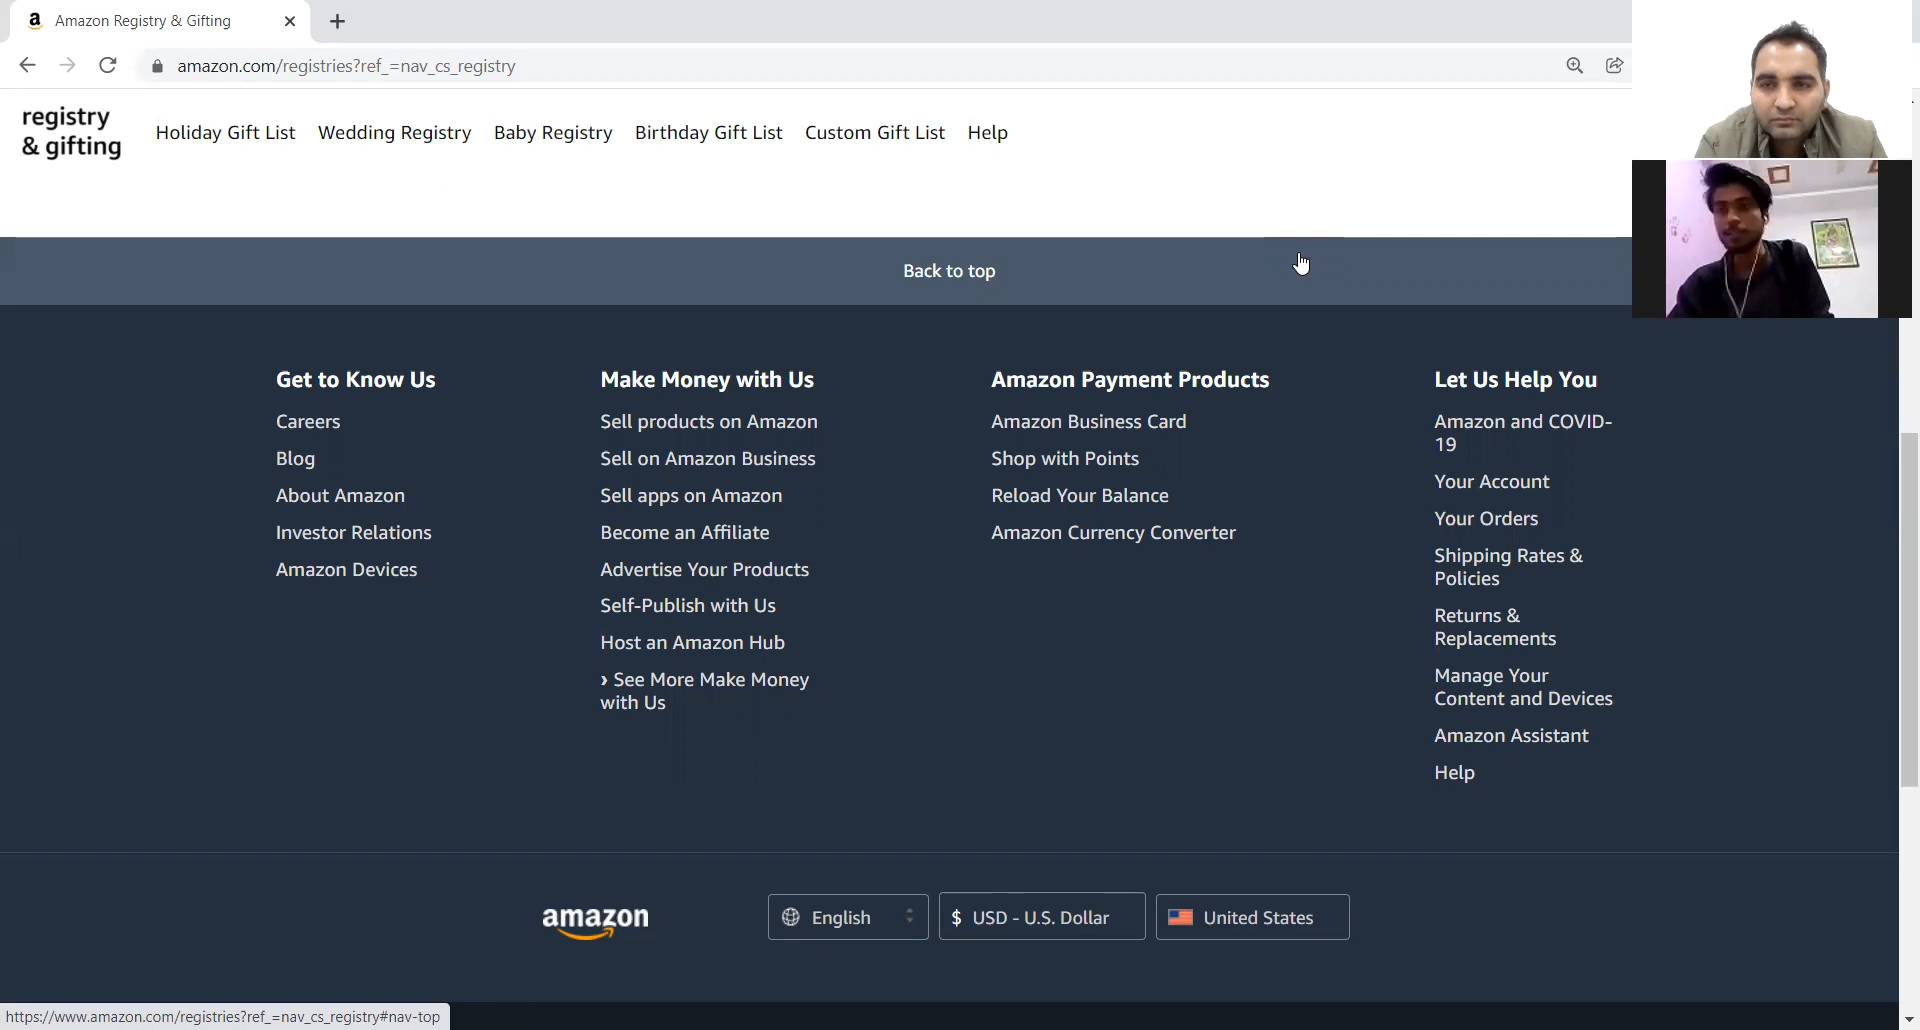 Amazon Registry & Gifting
amazon.com/registries?ref_=nav_cs_registry
registry
& gifting
Holiday Gift List
Wedding Registry
Baby Registry
Birthday Gift List
Custom Gift List
Help
Back to top
Get to Know Us
Careers
Blog
About Amazon
Investor Relations
Amazon Devices
Make Money with Us
Sell products on Amazon
Sell on Amazon Business
Sell apps on Amazon
Become an Affiliate
Advertise Your Products
Self-Publish with Us
Host an Amazon Hub
› See More Make Money
with Us
Amazon Payment Products
Amazon Business Card
Shop with Points
Reload Your Balance
Amazon Currency Converter
Let Us Help You
Amazon and COVID-
19
Your Account
Your Orders
Shipping Rates &
Policies
Returns &
Replacements
Manage Your
Content and Devices
Amazon Assistant
Help
amazon
English
$ USD - U.S. Dollar
United States
https://www.amazon.com/registries?ref_=nav_cs_registry#nav-top